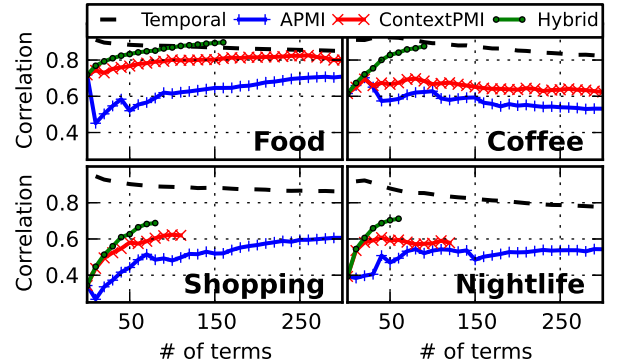 Temporal APMI ContextPMI Hybrid
Correlation 0.8 0.6 0.4 Food Coffee
Correlation 0.8 0.6 0.4 Shopping Nightlife
50 150 250 50 150 250
# of terms # of terms